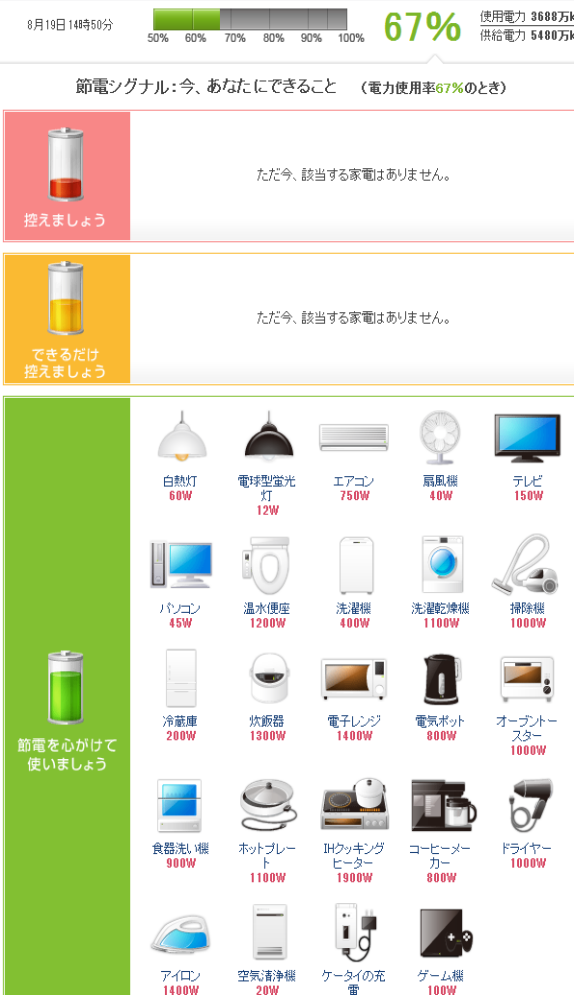 8月19日 14時50分
50% 60% 70% 80% 90% 100%
67%
使用電力 3688万k
供給電力 5480万k
節電シグナル：今、あなたにできること （電力使用率67%のとき）
控えましょう
ただ今、該当する家電はありません。
できるだけ
控えましょう
ただ今、該当する家電はありません。
節電を心がけて
使いましょう
白熱灯
60W
電球型蛍光
灯
12W
エアコン
750W
扇風機
40W
テレビ
150W
パソコン
45W
温水便座
1200W
洗濯機
400W
洗濯乾燥機
1100W
掃除機
1000W
冷蔵庫
200W
炊飯器
1300W
電子レンジ
1400W
電気ポット
800W
オーブントー
スター
1000W
食器洗い機
900W
ホットプレー
ト
1100W
IHクッキング
ヒーター
1900W
コーヒーメー
カー
800W
ドライヤー
1000W
アイロン
1400W
空気清浄機
20W
ケータイの充
電
ゲーム機
100W